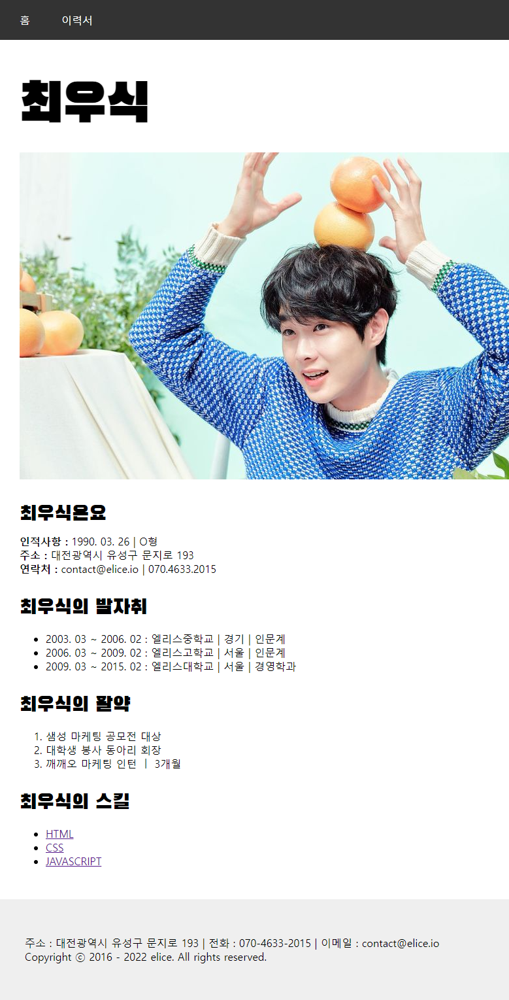 홈 이력서
최우식
최우식은요
인적사항 : 1990. 03. 26 | O형
주소 : 대전광역시 유성구 문지로 193
연락처 : contact@elice.io | 070.4633.2015
최우식의 발자취
• 2003. 03 ~ 2006. 02 : 엘리스중학교 | 경기 | 인문계
• 2006. 03 ~ 2009. 02 : 엘리스고학교 | 서울 | 인문계
• 2009. 03 ~ 2015. 02 : 엘리스대학교 | 서울 | 경영학과
최우식의 활약
1. 샘성 마케팅 공모전 대상
2. 대학생 봉사 동아리 회장
3. 깨깨오 마케팅 인턴 ㅣ 3개월
최우식의 스킬
• HTML
• CSS
• JAVASCRIPT
주소 : 대전광역시 유성구 문지로 193 | 전화 : 070-4633-2015 | 이메일 : contact@elice.io
Copyright ⓒ 2016 - 2022 elice. All rights reserved.